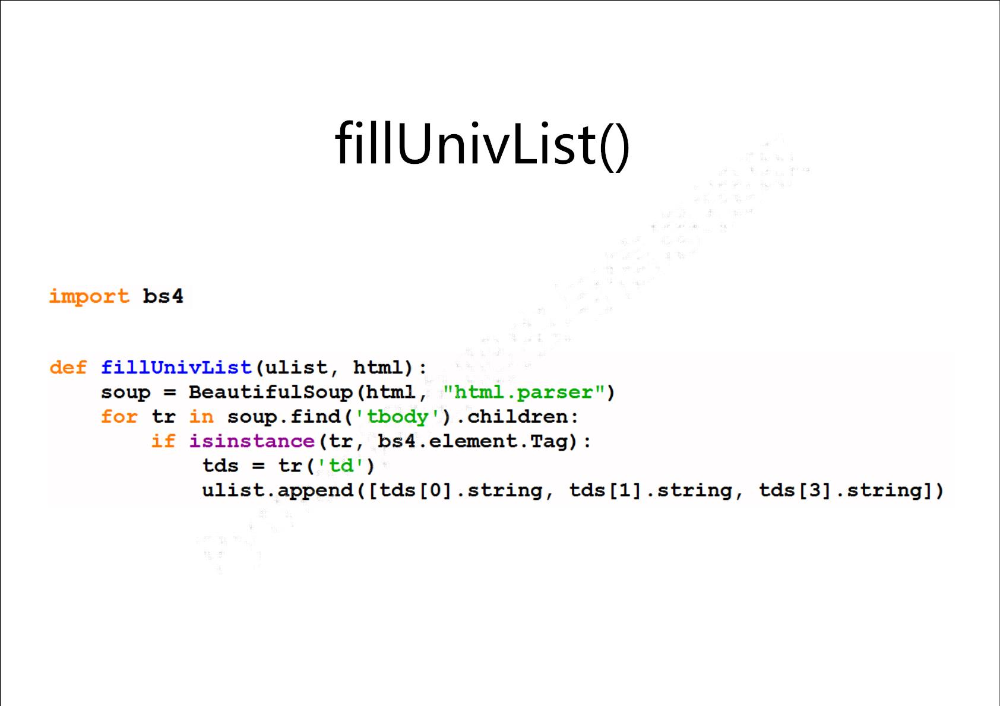 fillUnivList()
import bs4
def fillUnivList(ulist, html):
    soup = BeautifulSoup(html, "html.parser")
    for tr in soup.find('tbody').children:
        if isinstance(tr, bs4.element.Tag):
            tds = tr('td')
            ulist.append([tds[0].string, tds[1].string, tds[3].string])